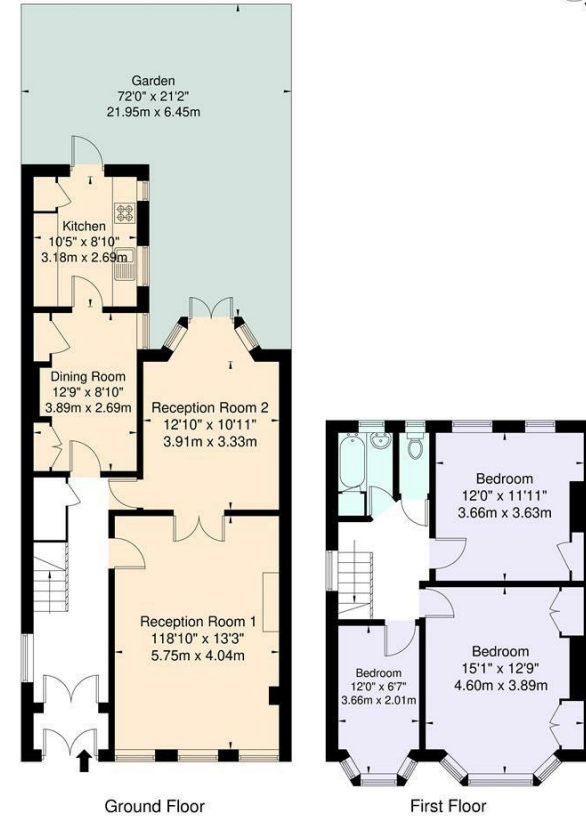 Garden
72'0" x 21'2"
21.95m x 6.45m
Kitchen
10'5" x 8'10"
3.18m x 2.69m
Dining Room
12'9" x 8'10"
3.89m x 2.69m
Reception Room 2
12'10" x 10'11"
3.91m x 3.33m
Reception Room 1
118'10" x 13'3"
5.75m x 4.04m
Ground Floor
Bedroom
12'0" x 11'11"
3.66m x 3.63m
Bedroom
15'1" x 12'9"
4.60m x 3.89m
Bedroom
12'0" x 6'7"
3.66m x 2.01m
First Floor